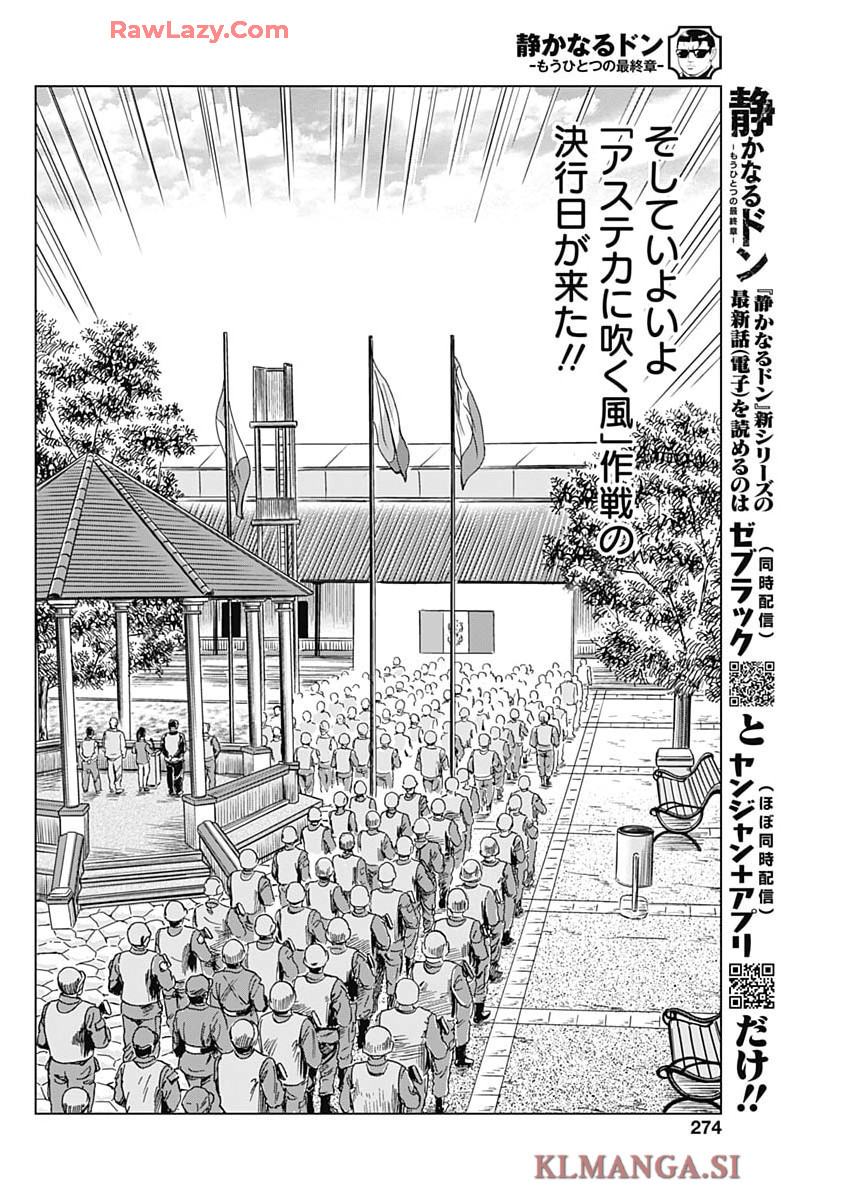 RawLazy.Com
静かなるドン
-もうひとつの最終章-
そしていよいよ
「アステカに吹く風」作戦の
決行日が来た!!
静かなるドン
－もうひとつの最終章－
『静かなるドン』新シリーズの
最新話(電子)を読めるのは
ゼブラック
(同時配信)
と
ヤンジャン+アプリ
(ほぼ同時配信)
だけ!!
274
KLMANGA.SI